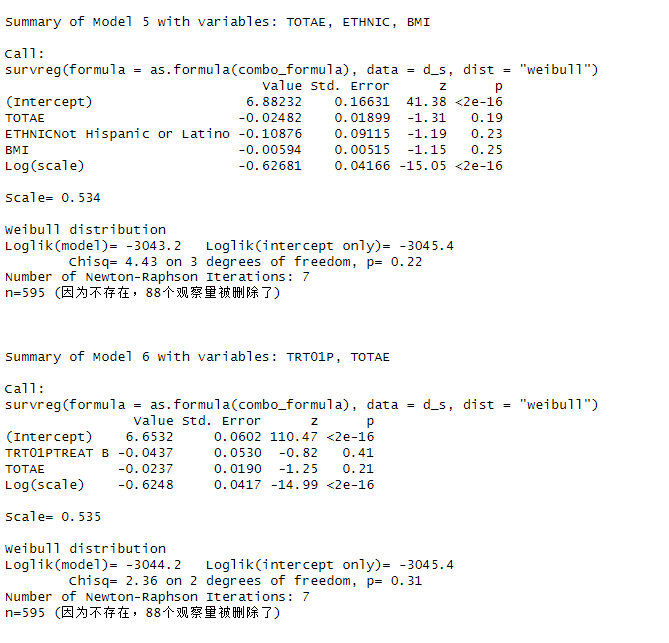 Summary of Model 5 with variables: TOTAE, ETHNIC, BMI
Call:
survreg(formula = as.formula(combo_formula), data = d_s, dist = "weibull")
Value Std. Error z p
(Intercept) 6.88232 0.16631 41.38 <2e-16
TOTAE -0.02482 0.01899 -1.31 0.19
ETHNICNot Hispanic or Latino -0.10876 0.09115 -1.19 0.23
BMI -0.00594 0.00515 -1.15 0.25
Log(scale) -0.62681 0.04166 -15.05 <2e-16
Scale= 0.534
Weibull distribution
Loglik(model)= -3043.2 Loglik(intercept only)= -3045.4
Chisq= 4.43 on 3 degrees of freedom, p= 0.22
Number of Newton-Raphson Iterations: 7
n=595 (因为不存在，88个观察量被删除了)
Summary of Model 6 with variables: TRT01P, TOTAE
Call:
survreg(formula = as.formula(combo_formula), data = d_s, dist = "weibull")
Value Std. Error z p
(Intercept) 6.6532 0.0602 110.47 <2e-16
TRT01PTREAT B -0.0437 0.0530 -0.82 0.41
TOTAE -0.0237 0.0190 -1.25 0.21
Log(scale) -0.6248 0.0417 -14.99 <2e-16
Scale= 0.535
Weibull distribution
Loglik(model)= -3044.2 Loglik(intercept only)= -3045.4
Chisq= 2.36 on 2 degrees of freedom, p= 0.31
Number of Newton-Raphson Iterations: 7
n=595 (因为不存在，88个观察量被删除了)